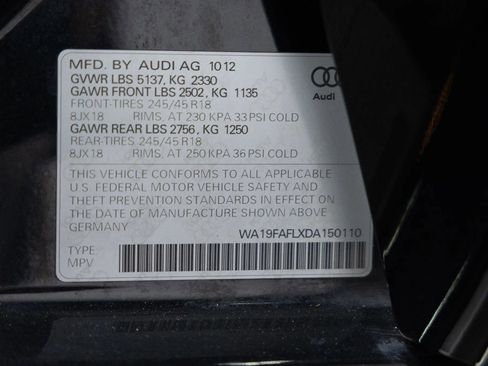 MFD. BY AUDI AG 1012
GVWR LBS 5137, KG 2330
GAWR FRONT LBS 2502, KG 1135
FRONT-TIRES 245/45 R18
8JX18 RIMS, AT 230 KPA 33 PSI COLD
GAWR REAR LBS 2756, KG 1250
REAR-TIRES 245/45 R18
8JX18 RIMS, AT 250 KPA 36 PSI COLD
Audi
THIS VEHICLE CONFORMS TO ALL APPLICABLE
U.S. FEDERAL MOTOR VEHICLE SAFETY AND
THEFT PREVENTION STANDARDS IN EFFECT ON THE
DATE OF MANUFACTURE SHOWN ABOVE
GERMANY WA19FAFLXDA150110
TYPE:
MPV